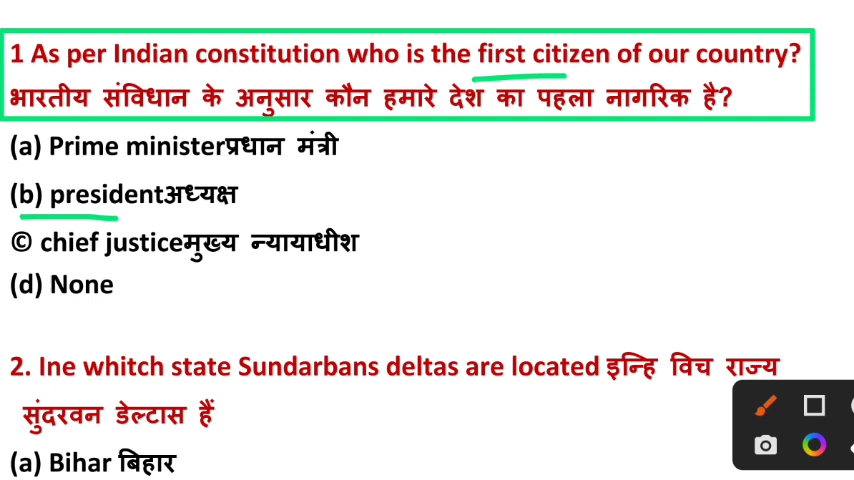 1 As per Indian constitution who is the first citizen of our country?
भारतीय संविधान के अनुसार कौन हमारे देश का पहला नागरिक है?
(a) Prime ministerप्रधान मंत्री
(b) presidentअध्यक्ष
© chief justiceमुख्य न्यायाधीश
(d) None
2. Ine whitch state Sundarbans deltas are located इन्हि विच राज्य
सुंदरवन डेल्टास हैं
(a) Bihar बिहार